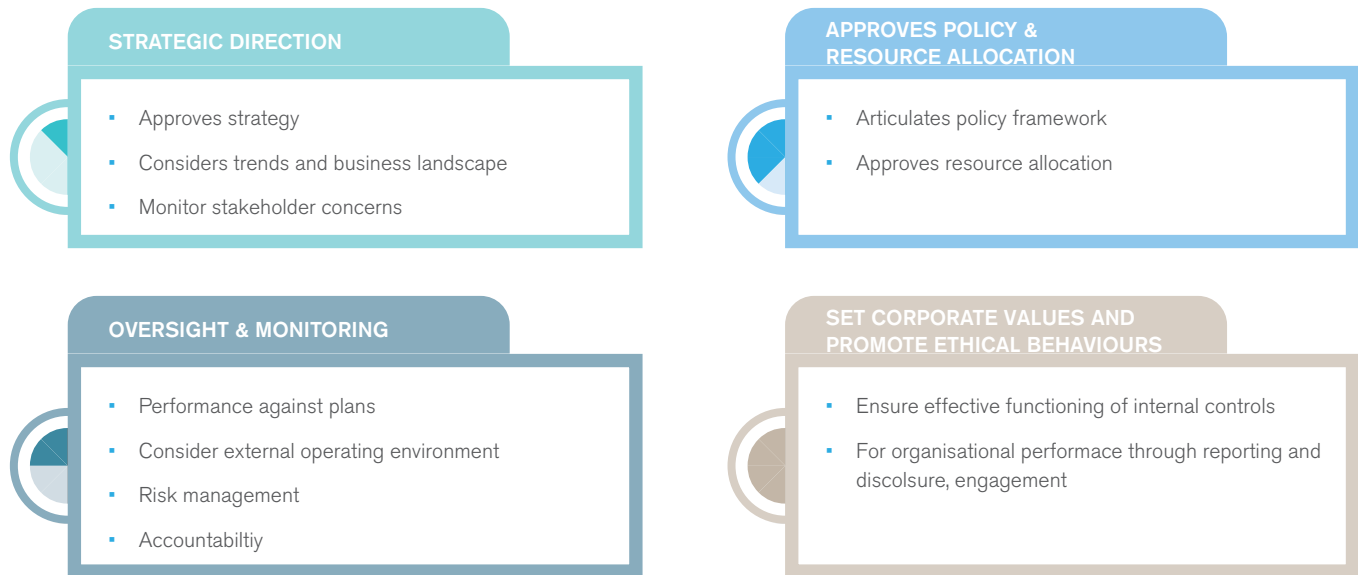 STRATEGIC DIRECTION
▪ Approves strategy
▪ Considers trends and business landscape
▪ Monitor stakeholder concerns
APPROVES POLICY &
RESOURCE ALLOCATION
▪ Articulates policy framework
▪ Approves resource allocation
OVERSIGHT & MONITORING
▪ Performance against plans
▪ Consider external operating environment
▪ Risk management
▪ Accountabiltiy
SET CORPORATE VALUES AND
PROMOTE ETHICAL BEHAVIOURS
▪ Ensure effective functioning of internal controls
▪ For organisational performace through reporting and
discolsure, engagement